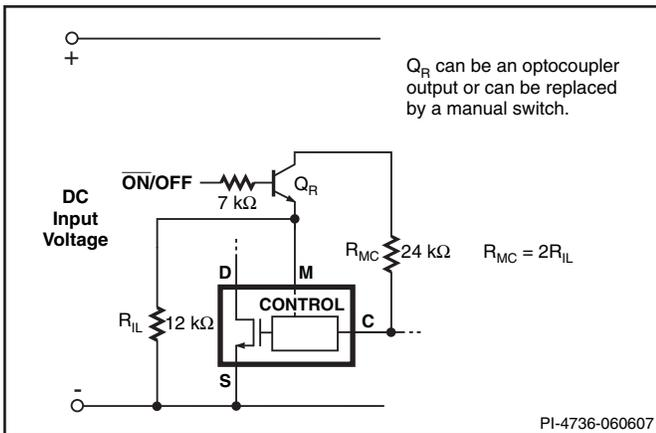 +
Q_R can be an optocoupler
output or can be replaced
by a manual switch.
ON/OFF
Q_R
7 kΩ
DC
Input
Voltage
R_MC
24 kΩ
R_MC = 2R_IL
D
M
CONTROL
C
R_IL
12 kΩ
S
-
PI-4736-060607